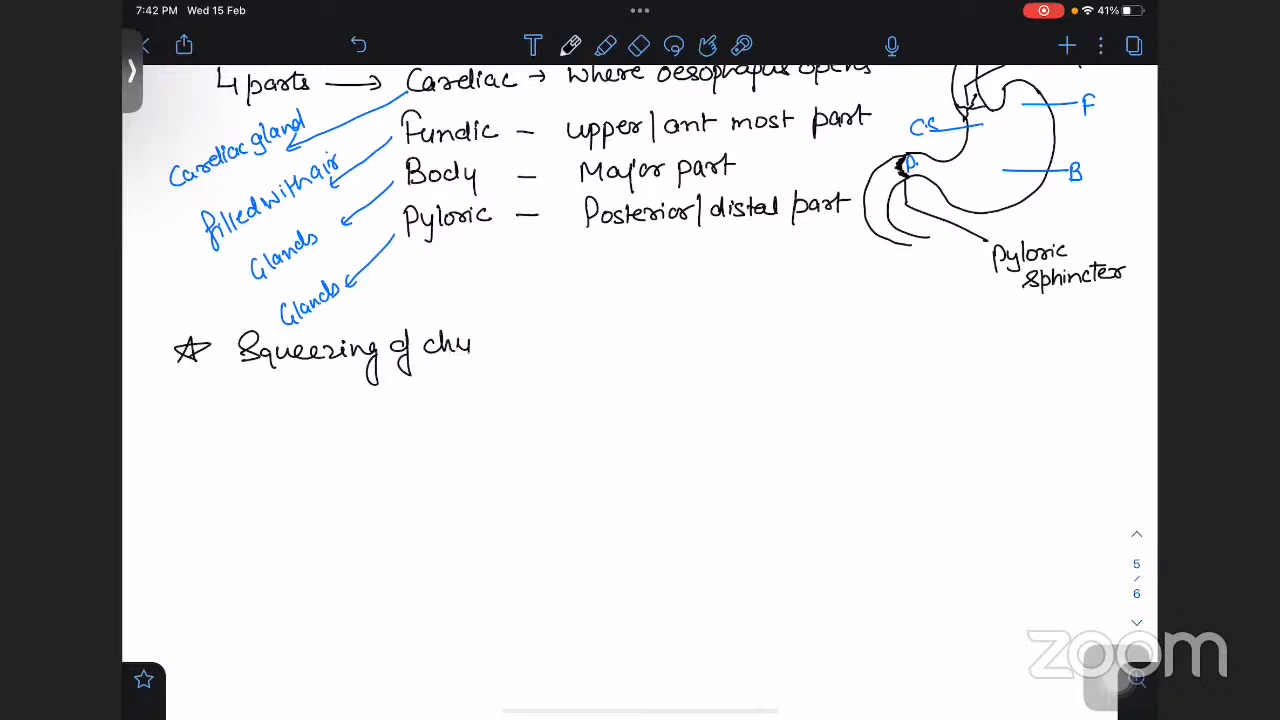 7:42 PM Wed 15 Feb
41%
4 parts → Cardiac → where oesophagus opens
Fundic - upper/ant most part
Body - Major part
Pyloric - Posterior/distal part
Cardiac gland
filled with air
Glands
Glands
F
C.S
B
P.
Pyloric
Sphincter
☆ Squeezing of chy
5
/
6
zoom